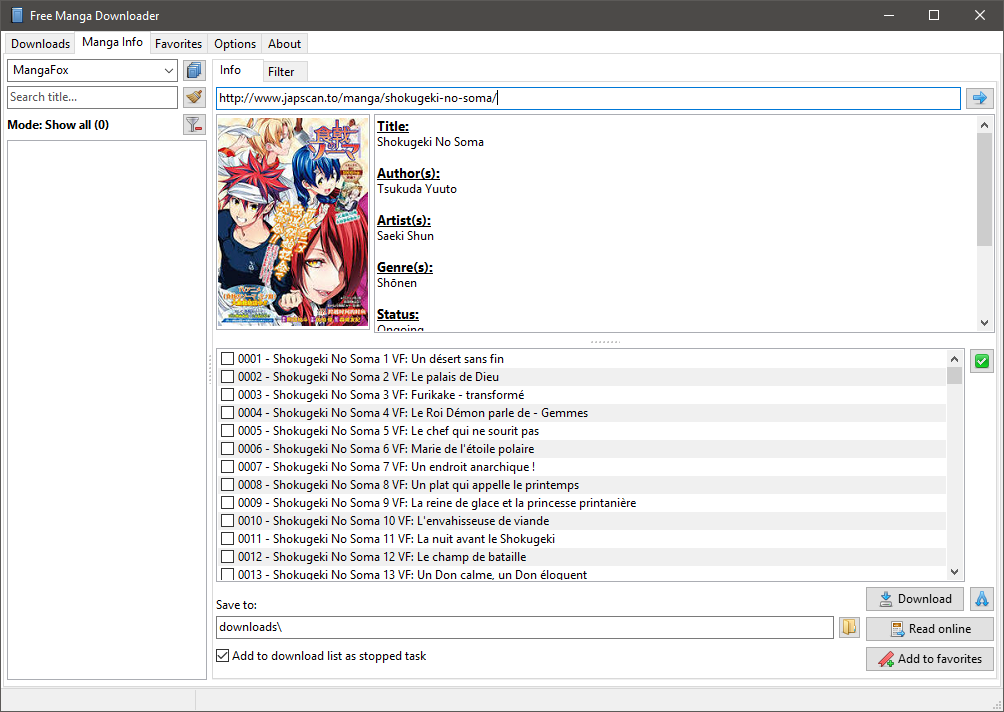 Free Manga Downloader
Downloads Manga Info Favorites Options About
MangaFox
Search title...
Mode: Show all (0)
Info Filter
http://www.japscan.to/manga/shokugeki-no-soma/
食戟のソーマ
Title:
Shokugeki No Soma
Author(s):
Tsukuda Yuuto
Artist(s):
Saeki Shun
Genre(s):
Shōnen
Status:
Ongoing
0001 - Shokugeki No Soma 1 VF: Un désert sans fin
0002 - Shokugeki No Soma 2 VF: Le palais de Dieu
0003 - Shokugeki No Soma 3 VF: Furikake - transformé
0004 - Shokugeki No Soma 4 VF: Le Roi Démon parle de - Gemmes
0005 - Shokugeki No Soma 5 VF: Le chef qui ne sourit pas
0006 - Shokugeki No Soma 6 VF: Marie de l'étoile polaire
0007 - Shokugeki No Soma 7 VF: Un endroit anarchique !
0008 - Shokugeki No Soma 8 VF: Un plat qui appelle le printemps
0009 - Shokugeki No Soma 9 VF: La reine de glace et la princesse printanière
0010 - Shokugeki No Soma 10 VF: L'envahisseuse de viande
0011 - Shokugeki No Soma 11 VF: La nuit avant le Shokugeki
0012 - Shokugeki No Soma 12 VF: Le champ de bataille
0013 - Shokugeki No Soma 13 VF: Un Don calme, un Don éloquent
Save to:
downloads\
Add to download list as stopped task
Download
Read online
Add to favorites